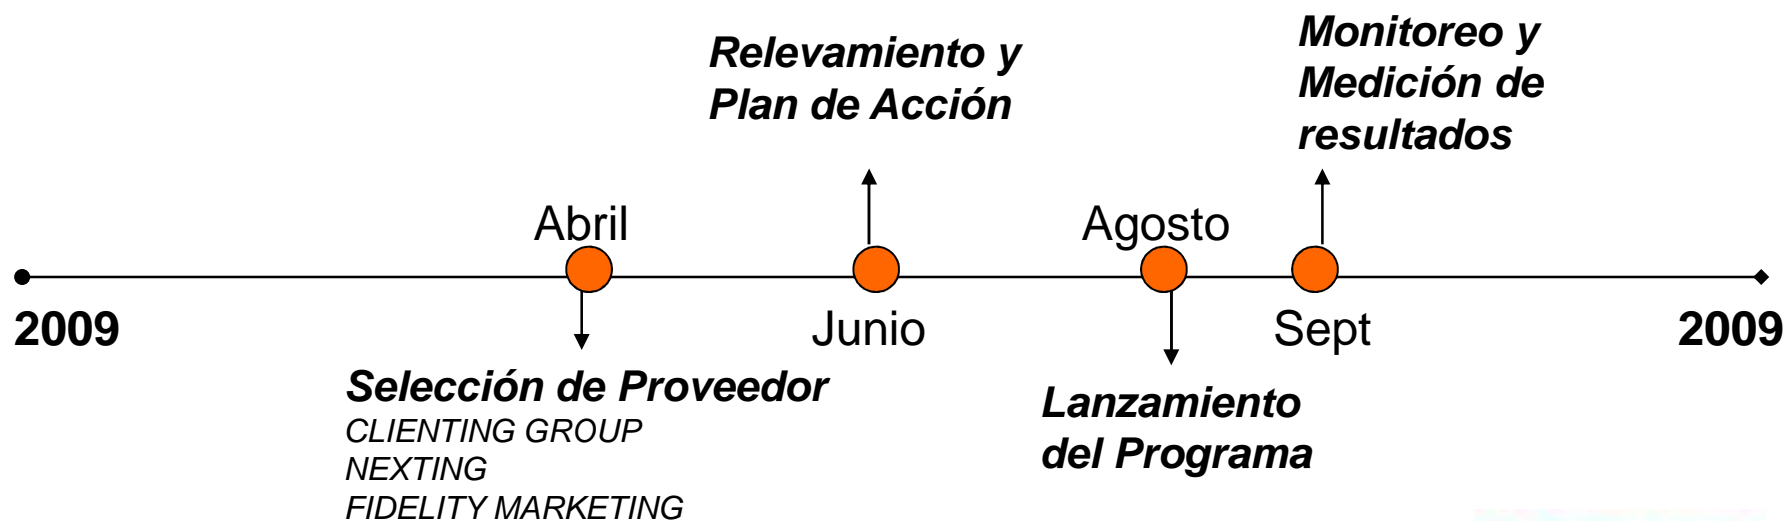 Relevamiento y
Plan de Acción
Monitoreo y
Medición de
resultados
Abril
Agosto
2009
Junio
Sept
2009
Selección de Proveedor
CLIENTING GROUP
NEXTING
FIDELITY MARKETING
Lanzamiento
del Programa